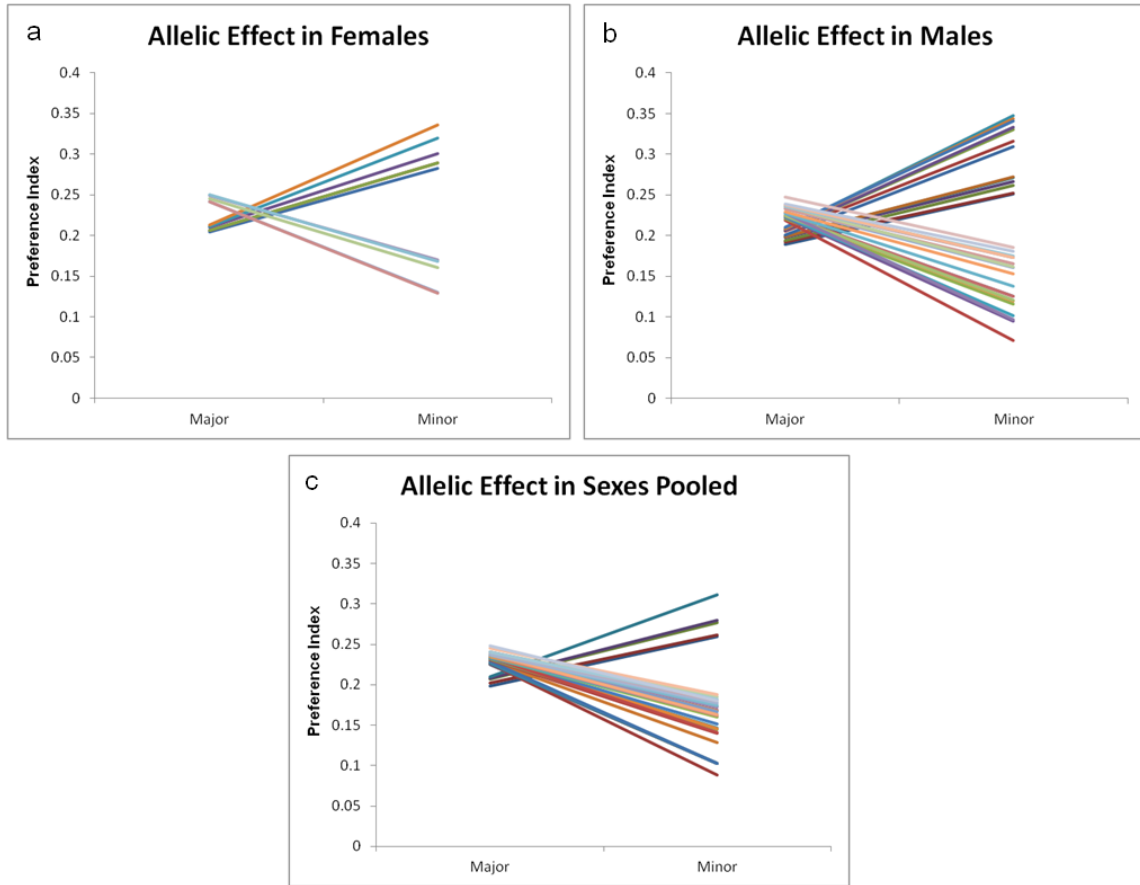 a
Allelic Effect in Females
0.4
0.35
0.3
0.25
0.2
0.15
0.1
0.05
0
Preference Index
Major
Minor
b
Allelic Effect in Males
0.4
0.35
0.3
0.25
0.2
0.15
0.1
0.05
0
Preference Index
Major
Minor
c
Allelic Effect in Sexes Pooled
0.4
0.35
0.3
0.25
0.2
0.15
0.1
0.05
0
Preference Index
Major
Minor